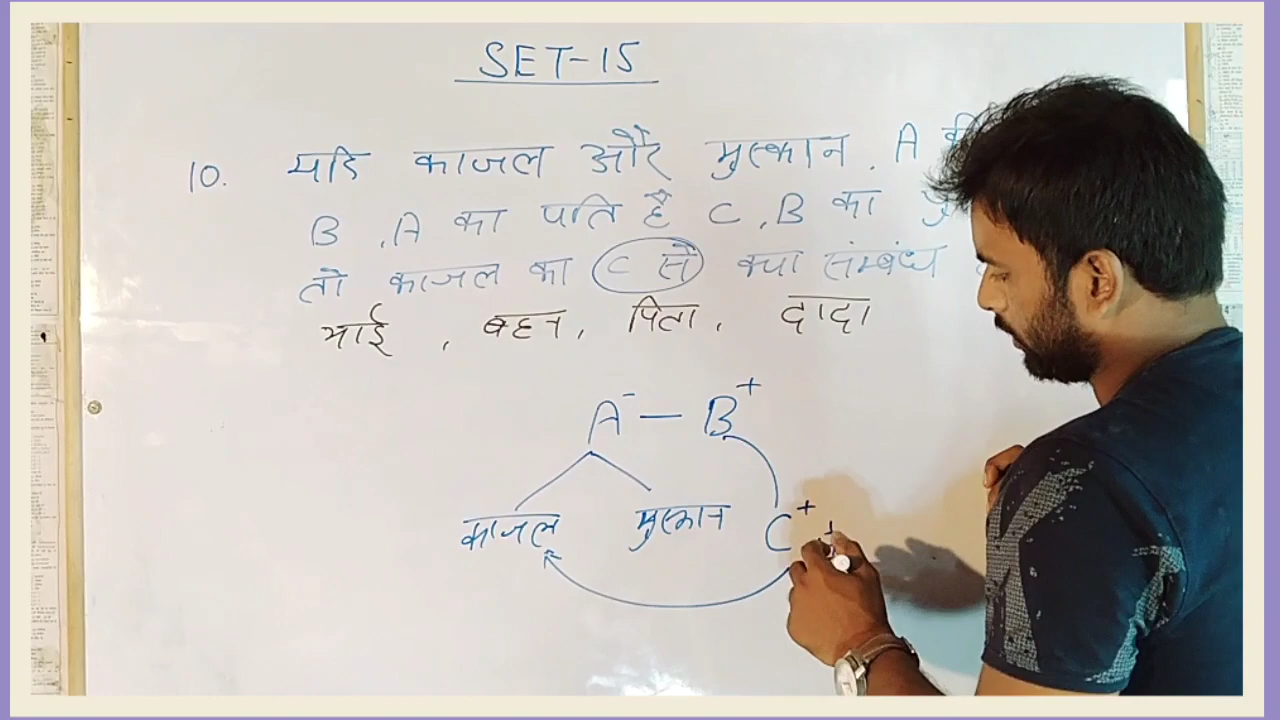 SET-15
10. यदि काजल और मुस्कान, A की
B, A का पति है C, B का पु
तो काजल का C से क्या संम्बंध
भाई, बहन, पिता, दादा
A⁻ — B⁺
काजल मुस्कान C⁺